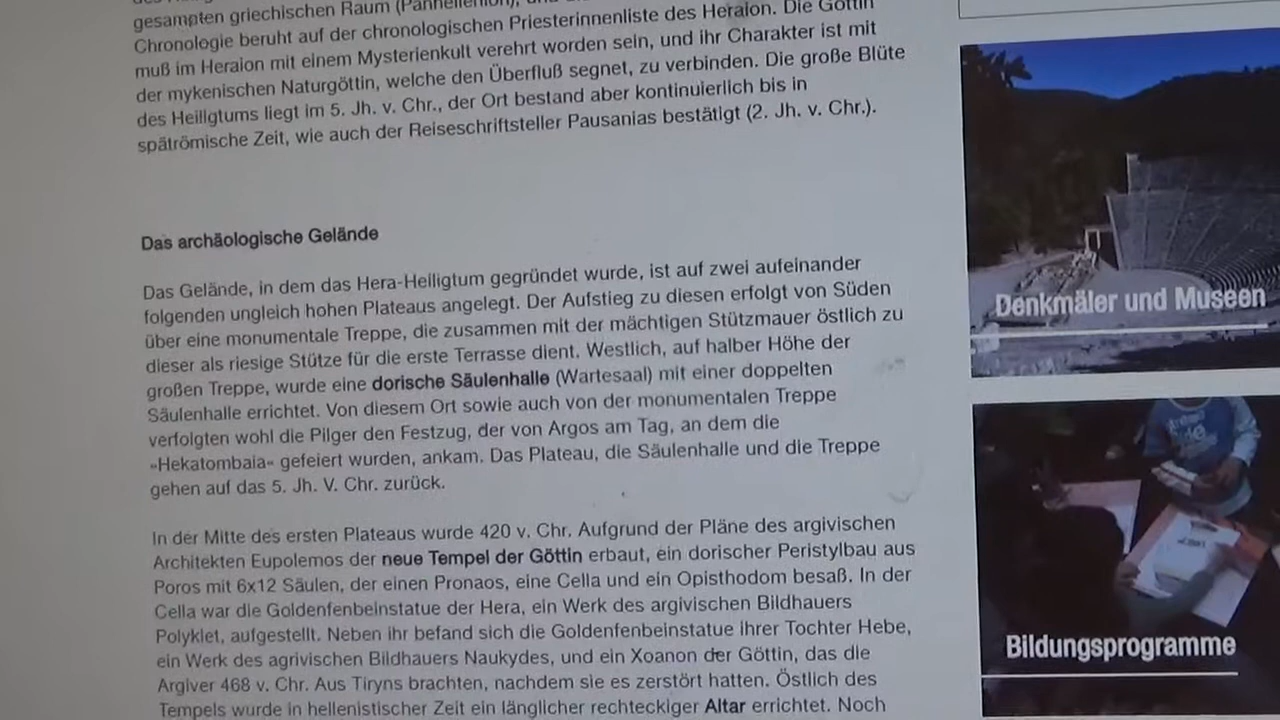 gesamten griechischen Raum (Panhellenion),
Chronologie beruht auf der chronologischen Priesterinnenliste des Heraion. Die Göttin
muß im Heraion mit einem Mysterienkult verehrt worden sein, und ihr Charakter ist mit
der mykenischen Naturgöttin, welche den Überfluß segnet, zu verbinden. Die große Blüte
des Heiligtums liegt im 5. Jh. v. Chr., der Ort bestand aber kontinuierlich bis in
spätrömische Zeit, wie auch der Reiseschriftsteller Pausanias bestätigt (2. Jh. v. Chr.).
Das archäologische Gelände
Das Gelände, in dem das Hera-Heiligtum gegründet wurde, ist auf zwei aufeinander
folgenden ungleich hohen Plateaus angelegt. Der Aufstieg zu diesen erfolgt von Süden
über eine monumentale Treppe, die zusammen mit der mächtigen Stützmauer östlich zu
dieser als riesige Stütze für die erste Terrasse dient. Westlich, auf halber Höhe der
großen Treppe, wurde eine dorische Säulenhalle (Wartesaal) mit einer doppelten
Säulenhalle errichtet. Von diesem Ort sowie auch von der monumentalen Treppe
verfolgten wohl die Pilger den Festzug, der von Argos am Tag, an dem die
«Hekatombaia« gefeiert wurden, ankam. Das Plateau, die Säulenhalle und die Treppe
gehen auf das 5. Jh. V. Chr. zurück.
In der Mitte des ersten Plateaus wurde 420 v. Chr. Aufgrund der Pläne des argivischen
Architekten Eupolemos der neue Tempel der Göttin erbaut, ein dorischer Peristylbau aus
Poros mit 6x12 Säulen, der einen Pronaos, eine Cella und ein Opisthodom besaß. In der
Cella war die Goldenfenbeinstatue der Hera, ein Werk des argivischen Bildhauers
Polyklet, aufgestellt. Neben ihr befand sich die Goldenfenbeinstatue ihrer Tochter Hebe,
ein Werk des agrivischen Bildhauers Naukydes, und ein Xoanon der Göttin, das die
Argiver 468 v. Chr. Aus Tiryns brachten, nachdem sie es zerstört hatten. Östlich des
Tempels wurde in hellenistischer Zeit ein länglicher rechteckiger Altar errichtet. Noch
Denkmäler und Museen
Bildungsprogramme